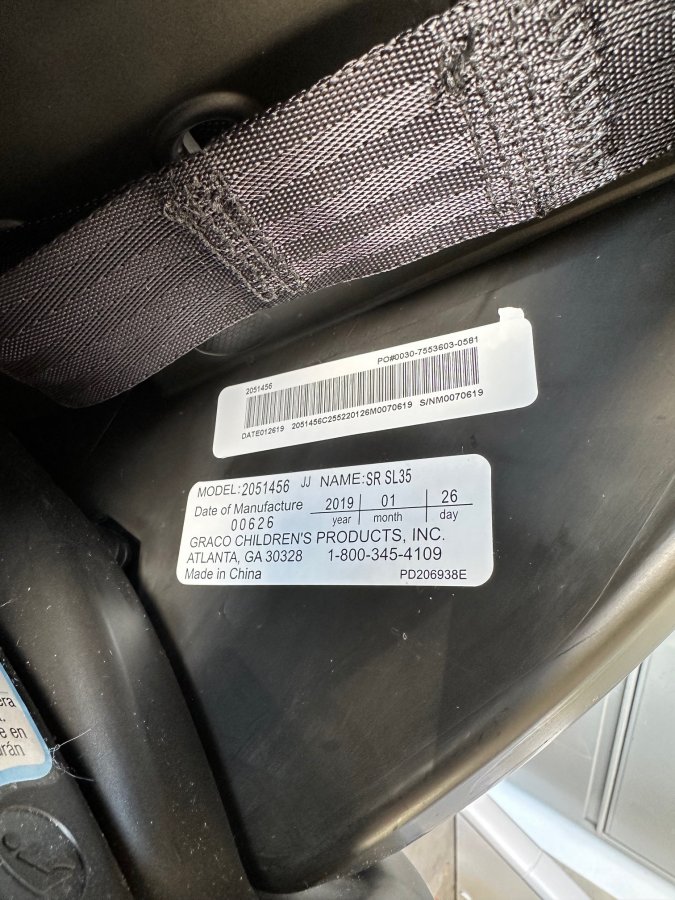 2051456
PO#0030-7553603-0581
DATE012619 2051456C255220126M0070619 S/NM0070619
MODEL:2051456 JJ NAME:SR SL35
Date of Manufacture 2019 01 26
00626 year month day
GRACO CHILDREN'S PRODUCTS, INC.
ATLANTA, GA 30328 1-800-345-4109
Made in China PD206938E
era
e en